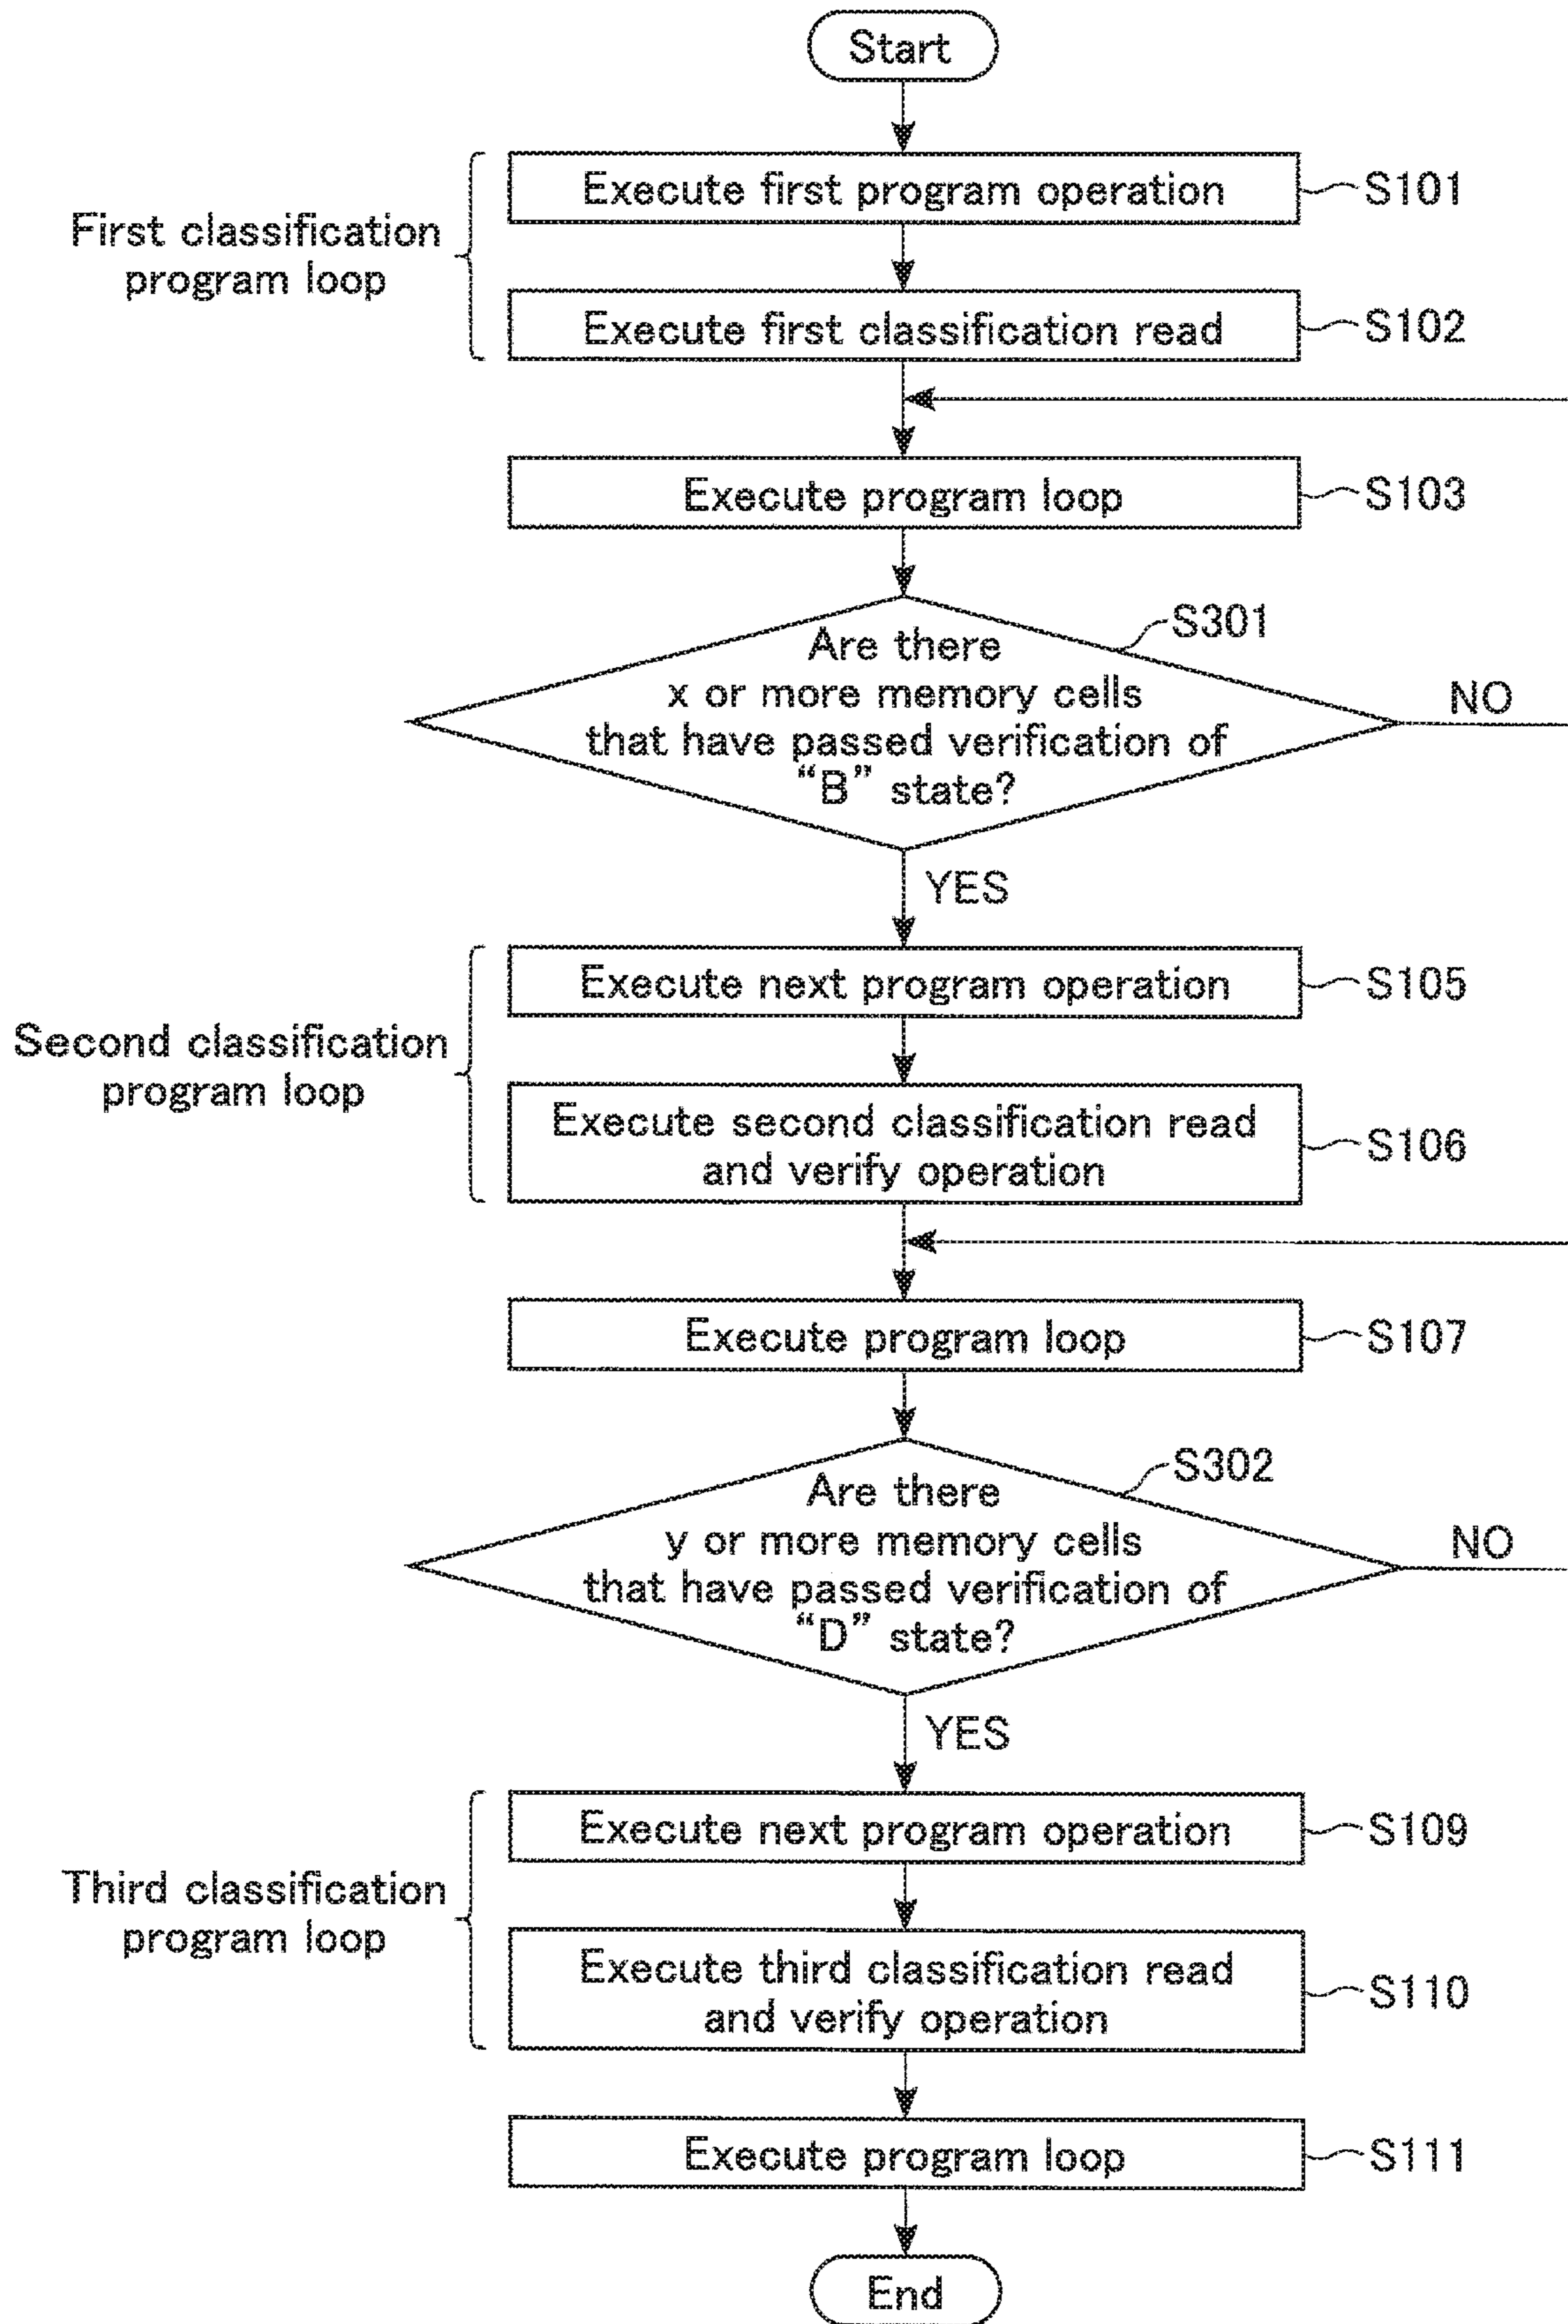 Start
Execute first program operation
S101
First classification
program loop
Execute first classification read
S102
Execute program loop
S103
S301
Are there
x or more memory cells
that have passed verification of
“B” state?
NO
YES
Execute next program operation
S105
Second classification
program loop
Execute second classification read
and verify operation
S106
Execute program loop
S107
S302
Are there
y or more memory cells
that have passed verification of
“D” state?
NO
YES
Execute next program operation
S109
Third classification
program loop
Execute third classification read
and verify operation
S110
Execute program loop
S111
End